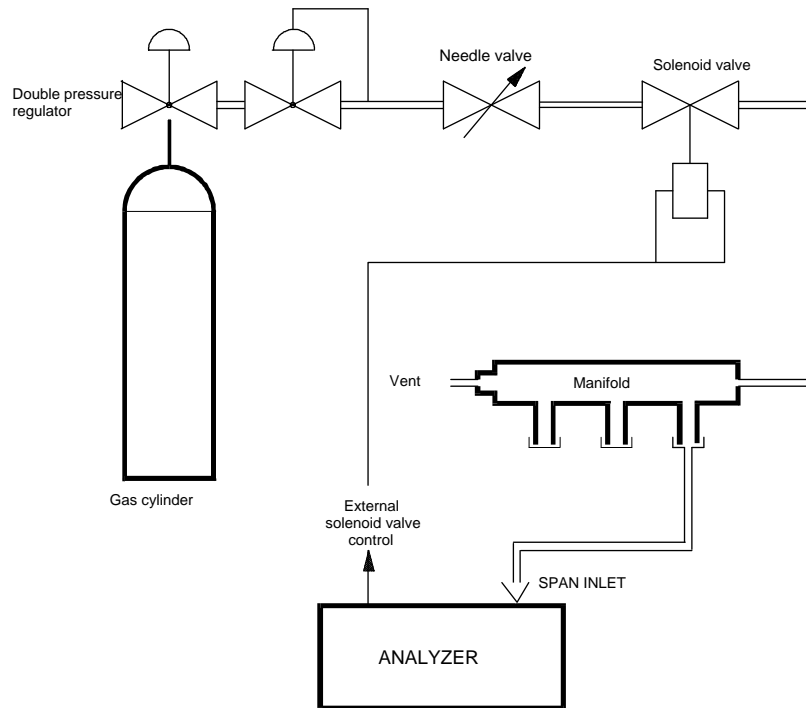 Needle valve
Solenoid valve
Double pressure
regulator
Vent
Manifold
Gas cylinder
External
solenoid valve
control
SPAN INLET
ANALYZER